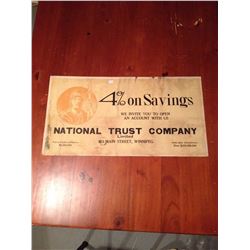 4% on Savings
WE INVITE YOU TO OPEN
AN ACCOUNT WITH US
NATIONAL TRUST COMPANY
Limited
MAIN STREET, WINNIPEG